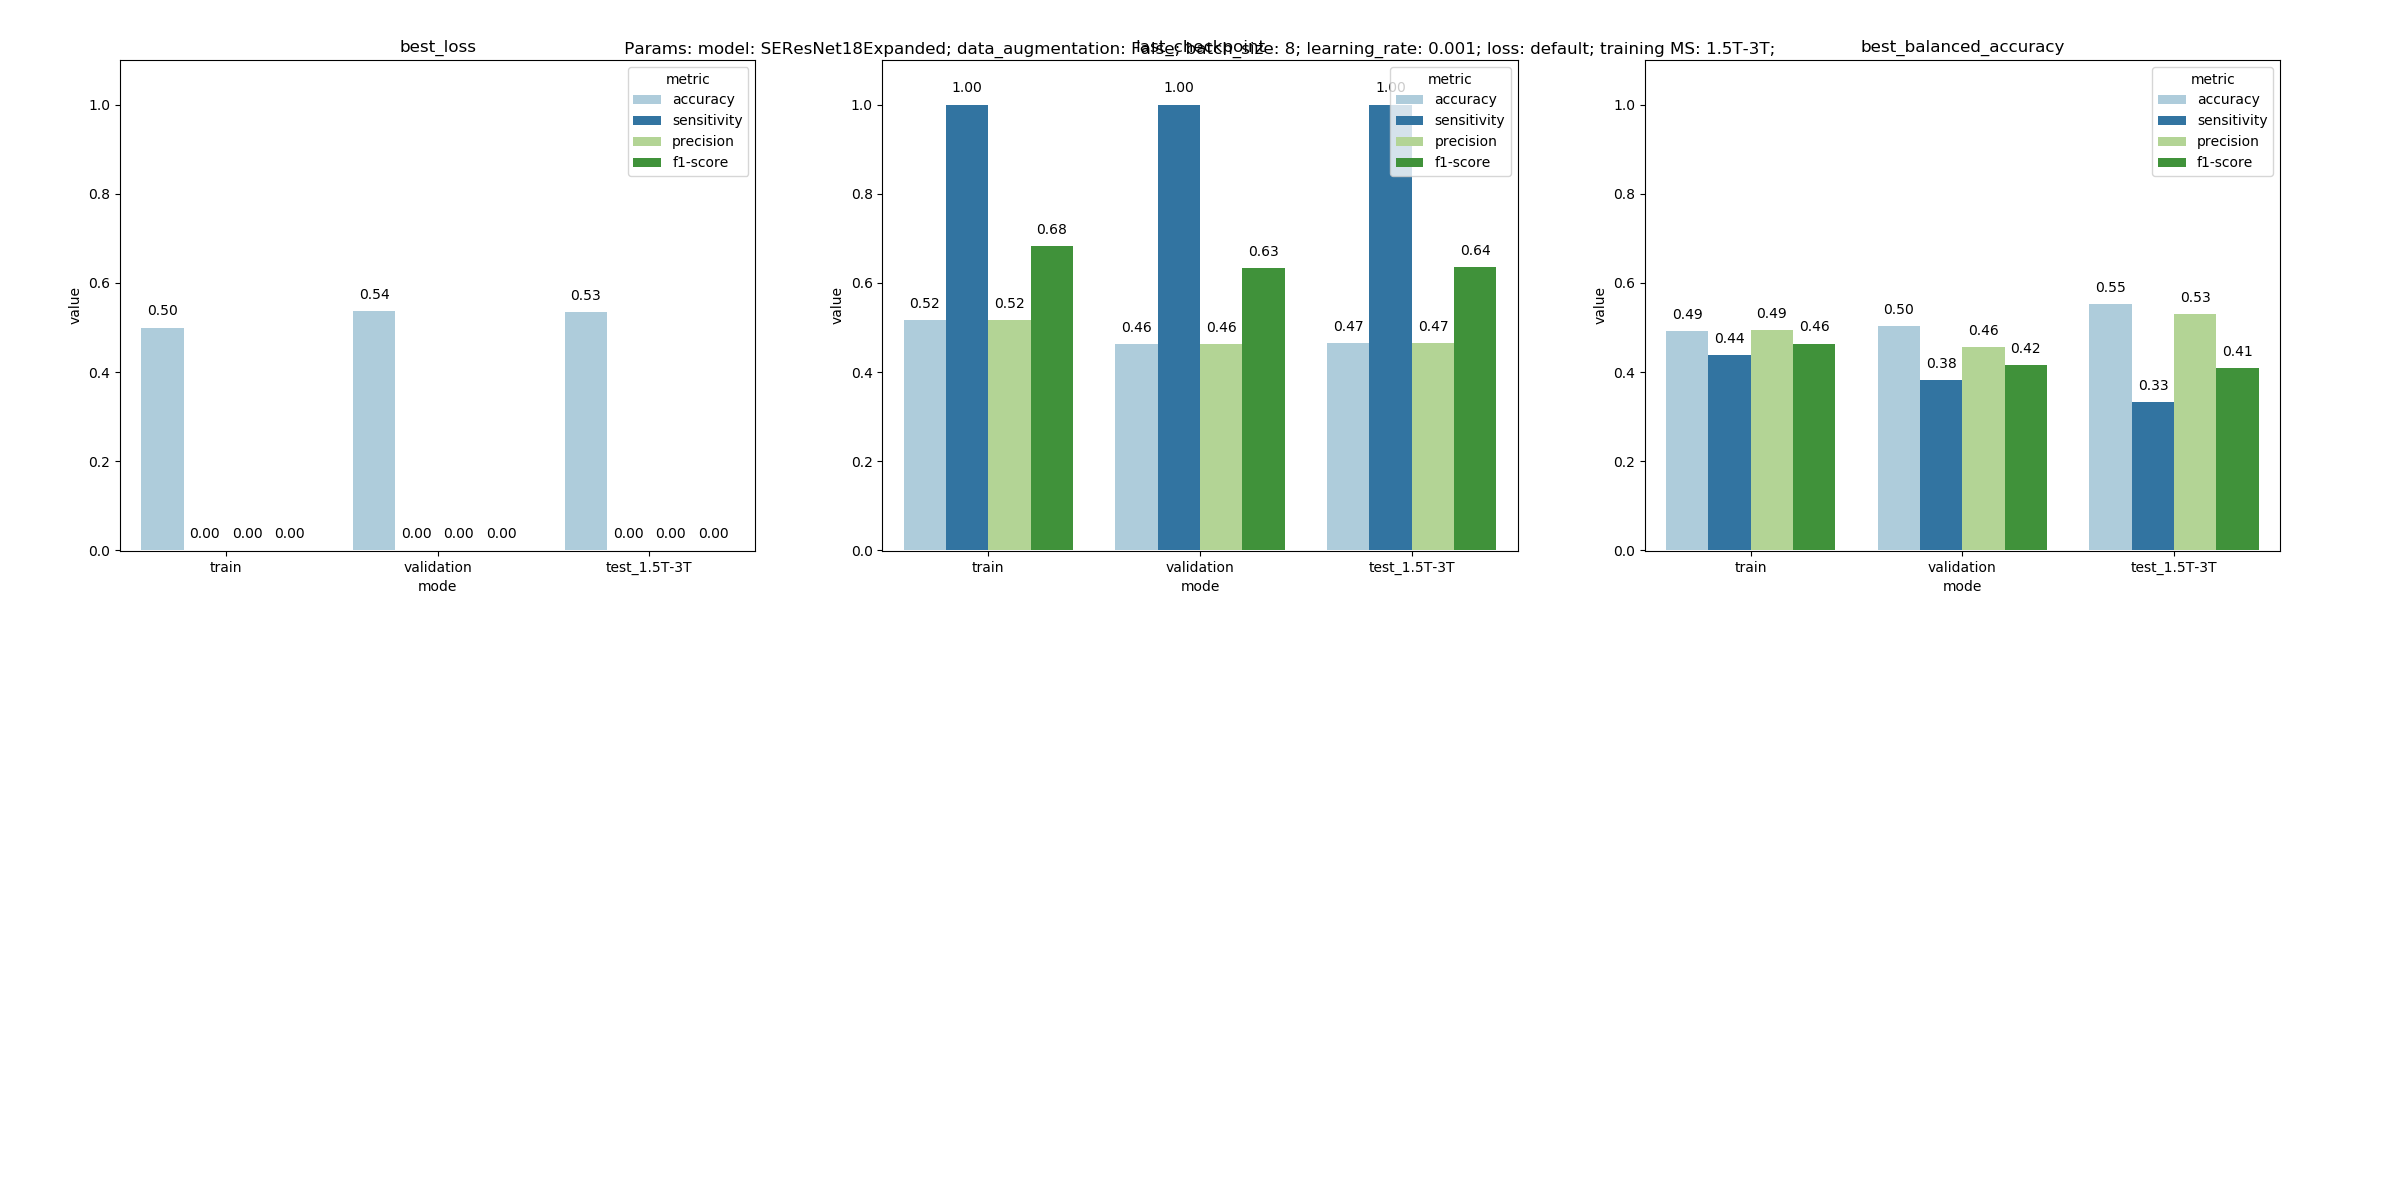 Params: model: SEResNet18Expanded; data_augmentation: False; batch_size: 8; learning_rate: 0.001; loss: default; training MS: 1.5T-3T;
best_loss
metric
accuracy
sensitivity
precision
f1-score
value
1.0
0.8
0.6
0.4
0.2
0.0
0.50 0.00 0.00 0.00
0.54 0.00 0.00 0.00
0.53 0.00 0.00 0.00
train validation test_1.5T-3T
mode
last_checkpoint
metric
accuracy
sensitivity
precision
f1-score
value
1.0
0.8
0.6
0.4
0.2
0.0
0.52 1.00 0.52 0.68
0.46 1.00 0.46 0.63
0.47 1.00 0.47 0.64
train validation test_1.5T-3T
mode
best_balanced_accuracy
metric
accuracy
sensitivity
precision
f1-score
value
1.0
0.8
0.6
0.4
0.2
0.0
0.49 0.44 0.49 0.46
0.50 0.38 0.46 0.42
0.55 0.33 0.53 0.41
train validation test_1.5T-3T
mode